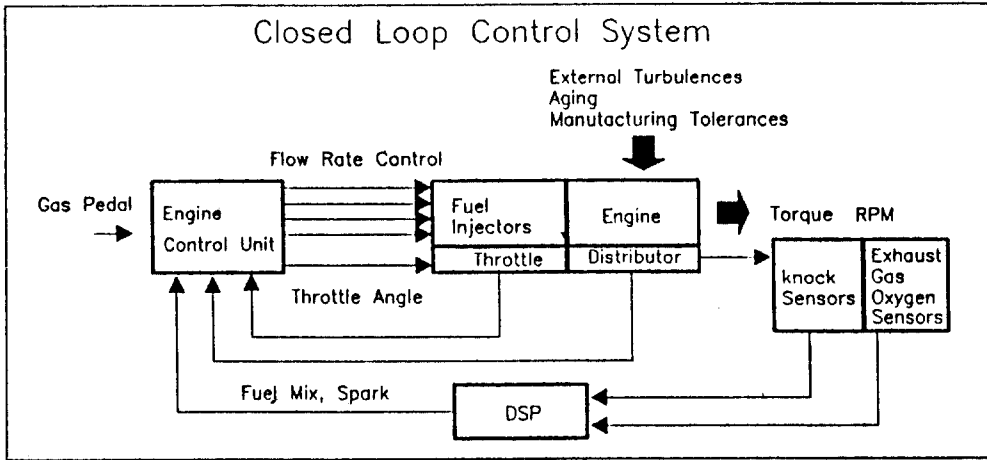 Closed Loop Control System
External Turbulences
Aging
Manutacturing Tolerances
Flow Rate Control
Gas Pedal
Engine
Control Unit
Fuel
Injectors
Engine
Throttle
Distributor
Torque RPM
Throttle Angle
knock
Sensors
Exhaust
Gas
Oxygen
Sensors
Fuel Mix, Spark
DSP